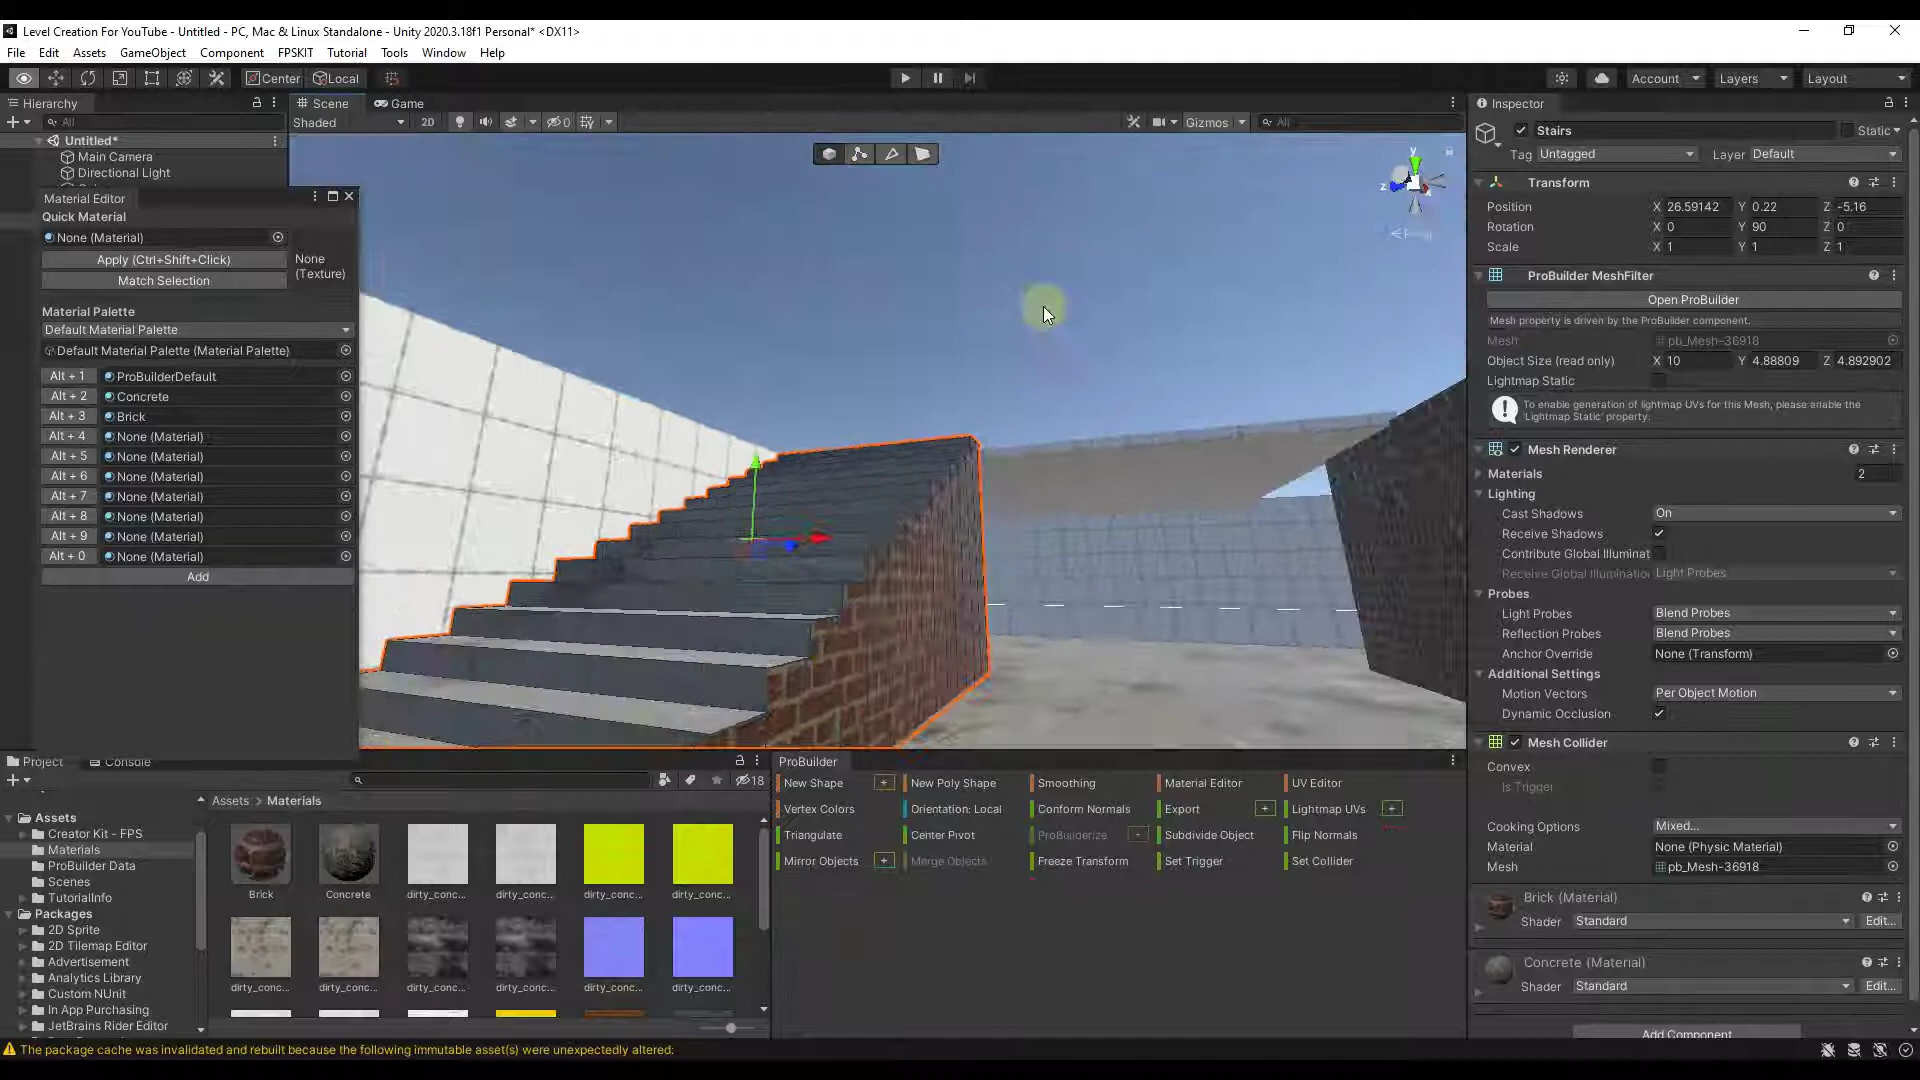 Level Creation For YouTube - Untitled - PC, Mac & Linux Standalone - Unity 2020.3.18f1 Personal* <DX11>
File Edit Assets GameObject Component FPSKIT Tutorial Tools Window Help
Center Local Account Layers Layout
Hierarchy
All
Untitled*
Main Camera
Directional Light
Material Editor
Quick Material
None (Material)
Apply (Ctrl+Shift+Click)
Match Selection
None
(Texture)
Material Palette
Default Material Palette
Default Material Palette (Material Palette)
Alt + 1 ProBuilderDefault
Alt + 2 Concrete
Alt + 3 Brick
Alt + 4 None (Material)
Alt + 5 None (Material)
Alt + 6 None (Material)
Alt + 7 None (Material)
Alt + 8 None (Material)
Alt + 9 None (Material)
Alt + 0 None (Material)
Add
Scene Game
Shaded 2D 0 Gizmos All
y
z
x
Persp
Inspector
Stairs Static
Tag Untagged Layer Default
Transform
Position X 26.59142 Y 0.22 Z -5.16
Rotation X 0 Y 90 Z 0
Scale X 1 Y 1 Z 1
ProBuilder MeshFilter
Open ProBuilder
Mesh property is driven by the ProBuilder component.
Mesh pb_Mesh-36918
Object Size (read only) X 10 Y 4.88809 Z 4.892902
Lightmap Static
To enable generation of lightmap UVs for this Mesh, please enable the
'Lightmap Static' property.
Mesh Renderer
Materials 2
Lighting
Cast Shadows On
Receive Shadows
Contribute Global Illuminat
Receive Global Illumination Light Probes
Probes
Light Probes Blend Probes
Reflection Probes Blend Probes
Anchor Override None (Transform)
Additional Settings
Motion Vectors Per Object Motion
Dynamic Occlusion
Mesh Collider
Convex
Is Trigger
Cooking Options Mixed...
Material None (Physic Material)
Mesh pb_Mesh-36918
Brick (Material)
Shader Standard Edit...
Concrete (Material)
Shader Standard Edit...
Add Component
Project Console
18
Assets
Creator Kit - FPS
Materials
ProBuilder Data
Scenes
TutorialInfo
Packages
2D Sprite
2D Tilemap Editor
Advertisement
Analytics Library
Custom NUnit
In App Purchasing
JetBrains Rider Editor
Assets > Materials
Brick Concrete dirty_conc... dirty_conc... dirty_conc... dirty_conc...
dirty_conc... dirty_conc... dirty_conc... dirty_conc... dirty_conc... dirty_conc...
ProBuilder
New Shape + New Poly Shape Smoothing Material Editor UV Editor
Vertex Colors Orientation: Local Conform Normals Export + Lightmap UVs +
Triangulate Center Pivot ProBuilderize + Subdivide Object Flip Normals
Mirror Objects + Merge Objects Freeze Transform Set Trigger Set Collider
The package cache was invalidated and rebuilt because the following immutable asset(s) were unexpectedly altered: